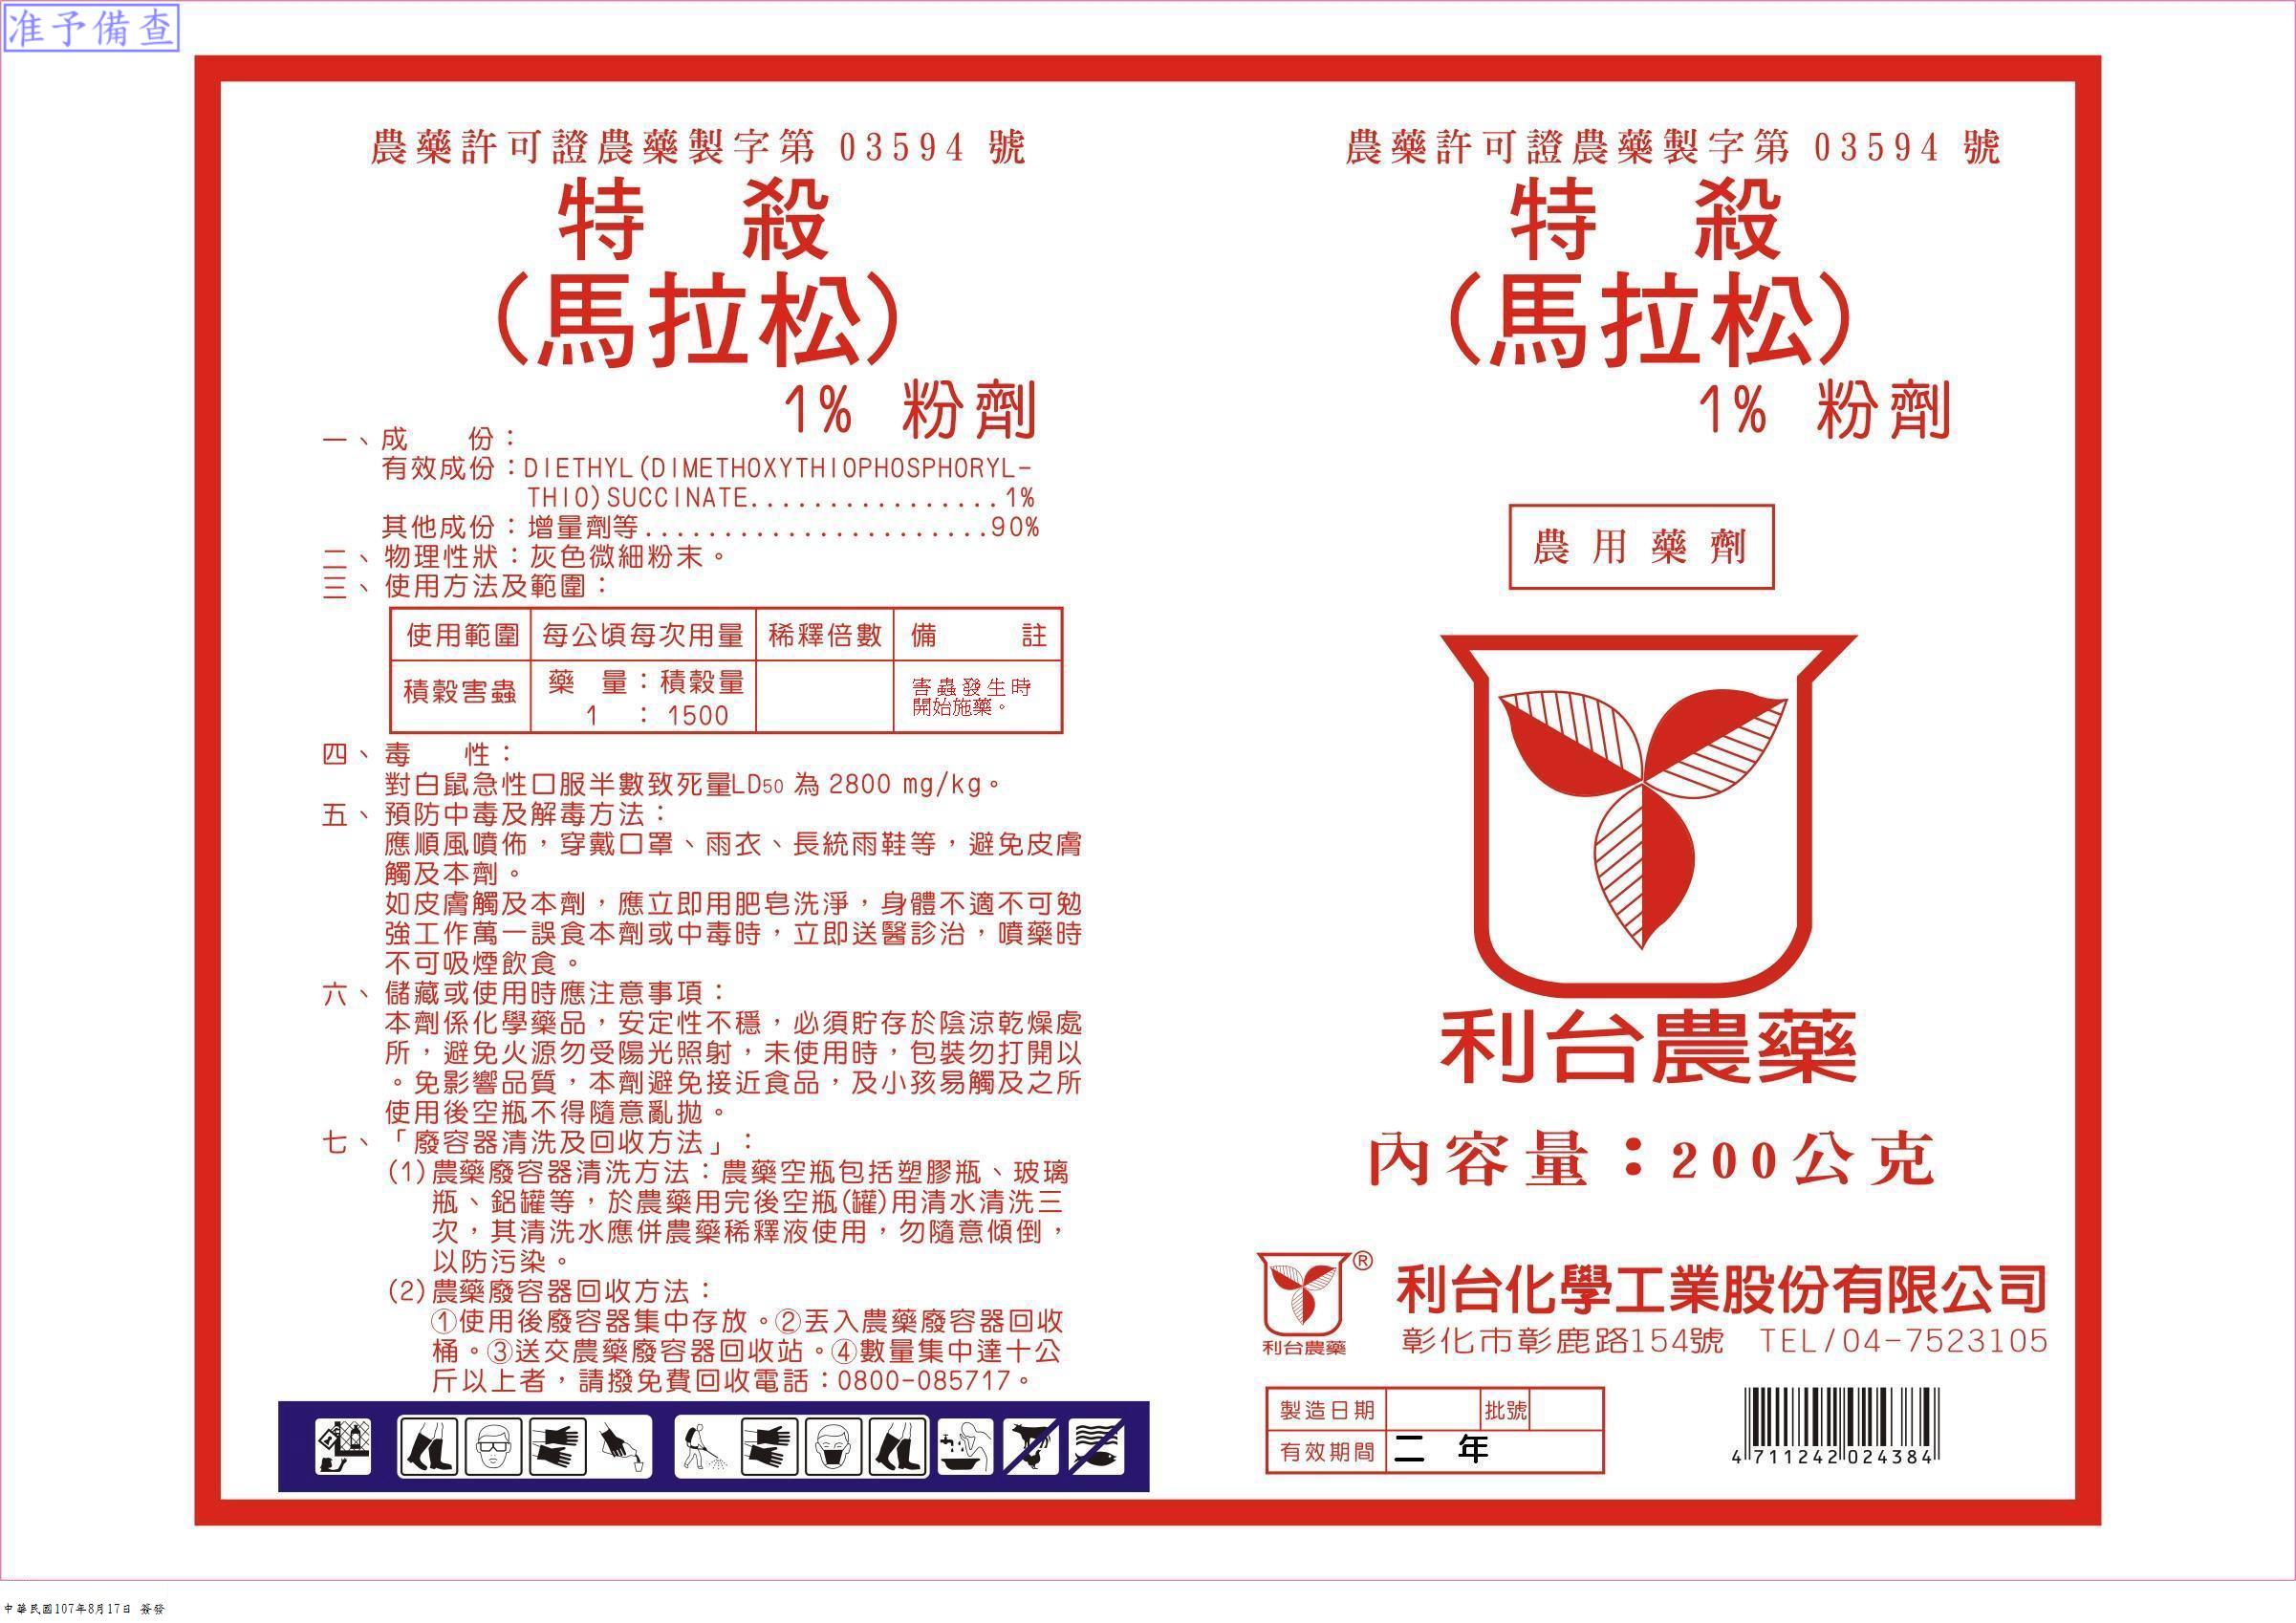 准予備查
農藥許可證農藥製字第 03594 號
特 殺
(馬拉松)
1% 粉劑
一、成 份：
有效成份：DIETHYL(DIMETHOXYTHIOPHOSPHORYL-
THIO)SUCCINATE................1%
其他成份：增量劑等......................90%
二、物理性狀：灰色微細粉末。
三、使用方法及範圍：
使用範圍 每公頃每次用量 稀釋倍數 備 註
積穀害蟲 藥 量：積穀量 害蟲發生時
1 ：1500 開始施藥。
四、毒 性：
對白鼠急性口服半數致死量LD50 為 2800 mg/kg。
五、預防中毒及解毒方法：
應順風噴佈，穿戴口罩、雨衣、長統雨鞋等，避免皮膚
觸及本劑。
如皮膚觸及本劑，應立即用肥皂洗淨，身體不適不可勉
強工作萬一誤食本劑或中毒時，立即送醫診治，噴藥時
不可吸煙飲食。
六、儲藏或使用時應注意事項：
本劑係化學藥品，安定性不穩，必須貯存於陰涼乾燥處
所，避免火源勿受陽光照射，未使用時，包裝勿打開以
。免影響品質，本劑避免接近食品，及小孩易觸及之所
使用後空瓶不得隨意亂拋。
七、「廢容器清洗及回收方法」：
(1)農藥廢容器清洗方法：農藥空瓶包括塑膠瓶、玻璃
瓶、鋁罐等，於農藥用完後空瓶(罐)用清水清洗三
次，其清洗水應併農藥稀釋液使用，勿隨意傾倒，
以防污染。
(2)農藥廢容器回收方法：
①使用後廢容器集中存放。②丟入農藥廢容器回收
桶。③送交農藥廢容器回收站。④數量集中達十公
斤以上者，請撥免費回收電話：0800-085717。
農藥許可證農藥製字第 03594 號
特 殺
(馬拉松)
1% 粉劑
農用藥劑
利台農藥
內容量：200公克
®
利台農藥
利台化學工業股份有限公司
彰化市彰鹿路154號 TEL/04-7523105
製造日期 批號
有效期間 二 年
4 711242 024384
中華民國107年8月17日 簽發